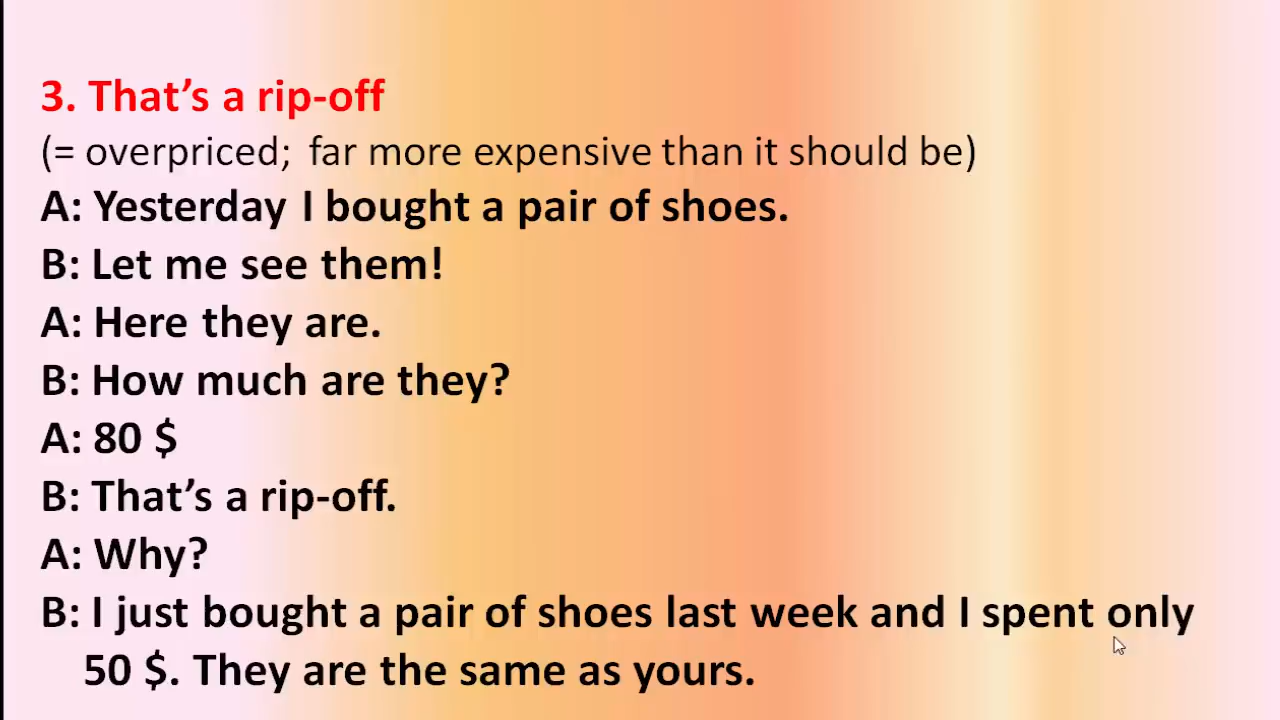 3. That’s a rip-off
(= overpriced; far more expensive than it should be)
A: Yesterday I bought a pair of shoes.
B: Let me see them!
A: Here they are.
B: How much are they?
A: 80 $
B: That’s a rip-off.
A: Why?
B: I just bought a pair of shoes last week and I spent only
50 $. They are the same as yours.